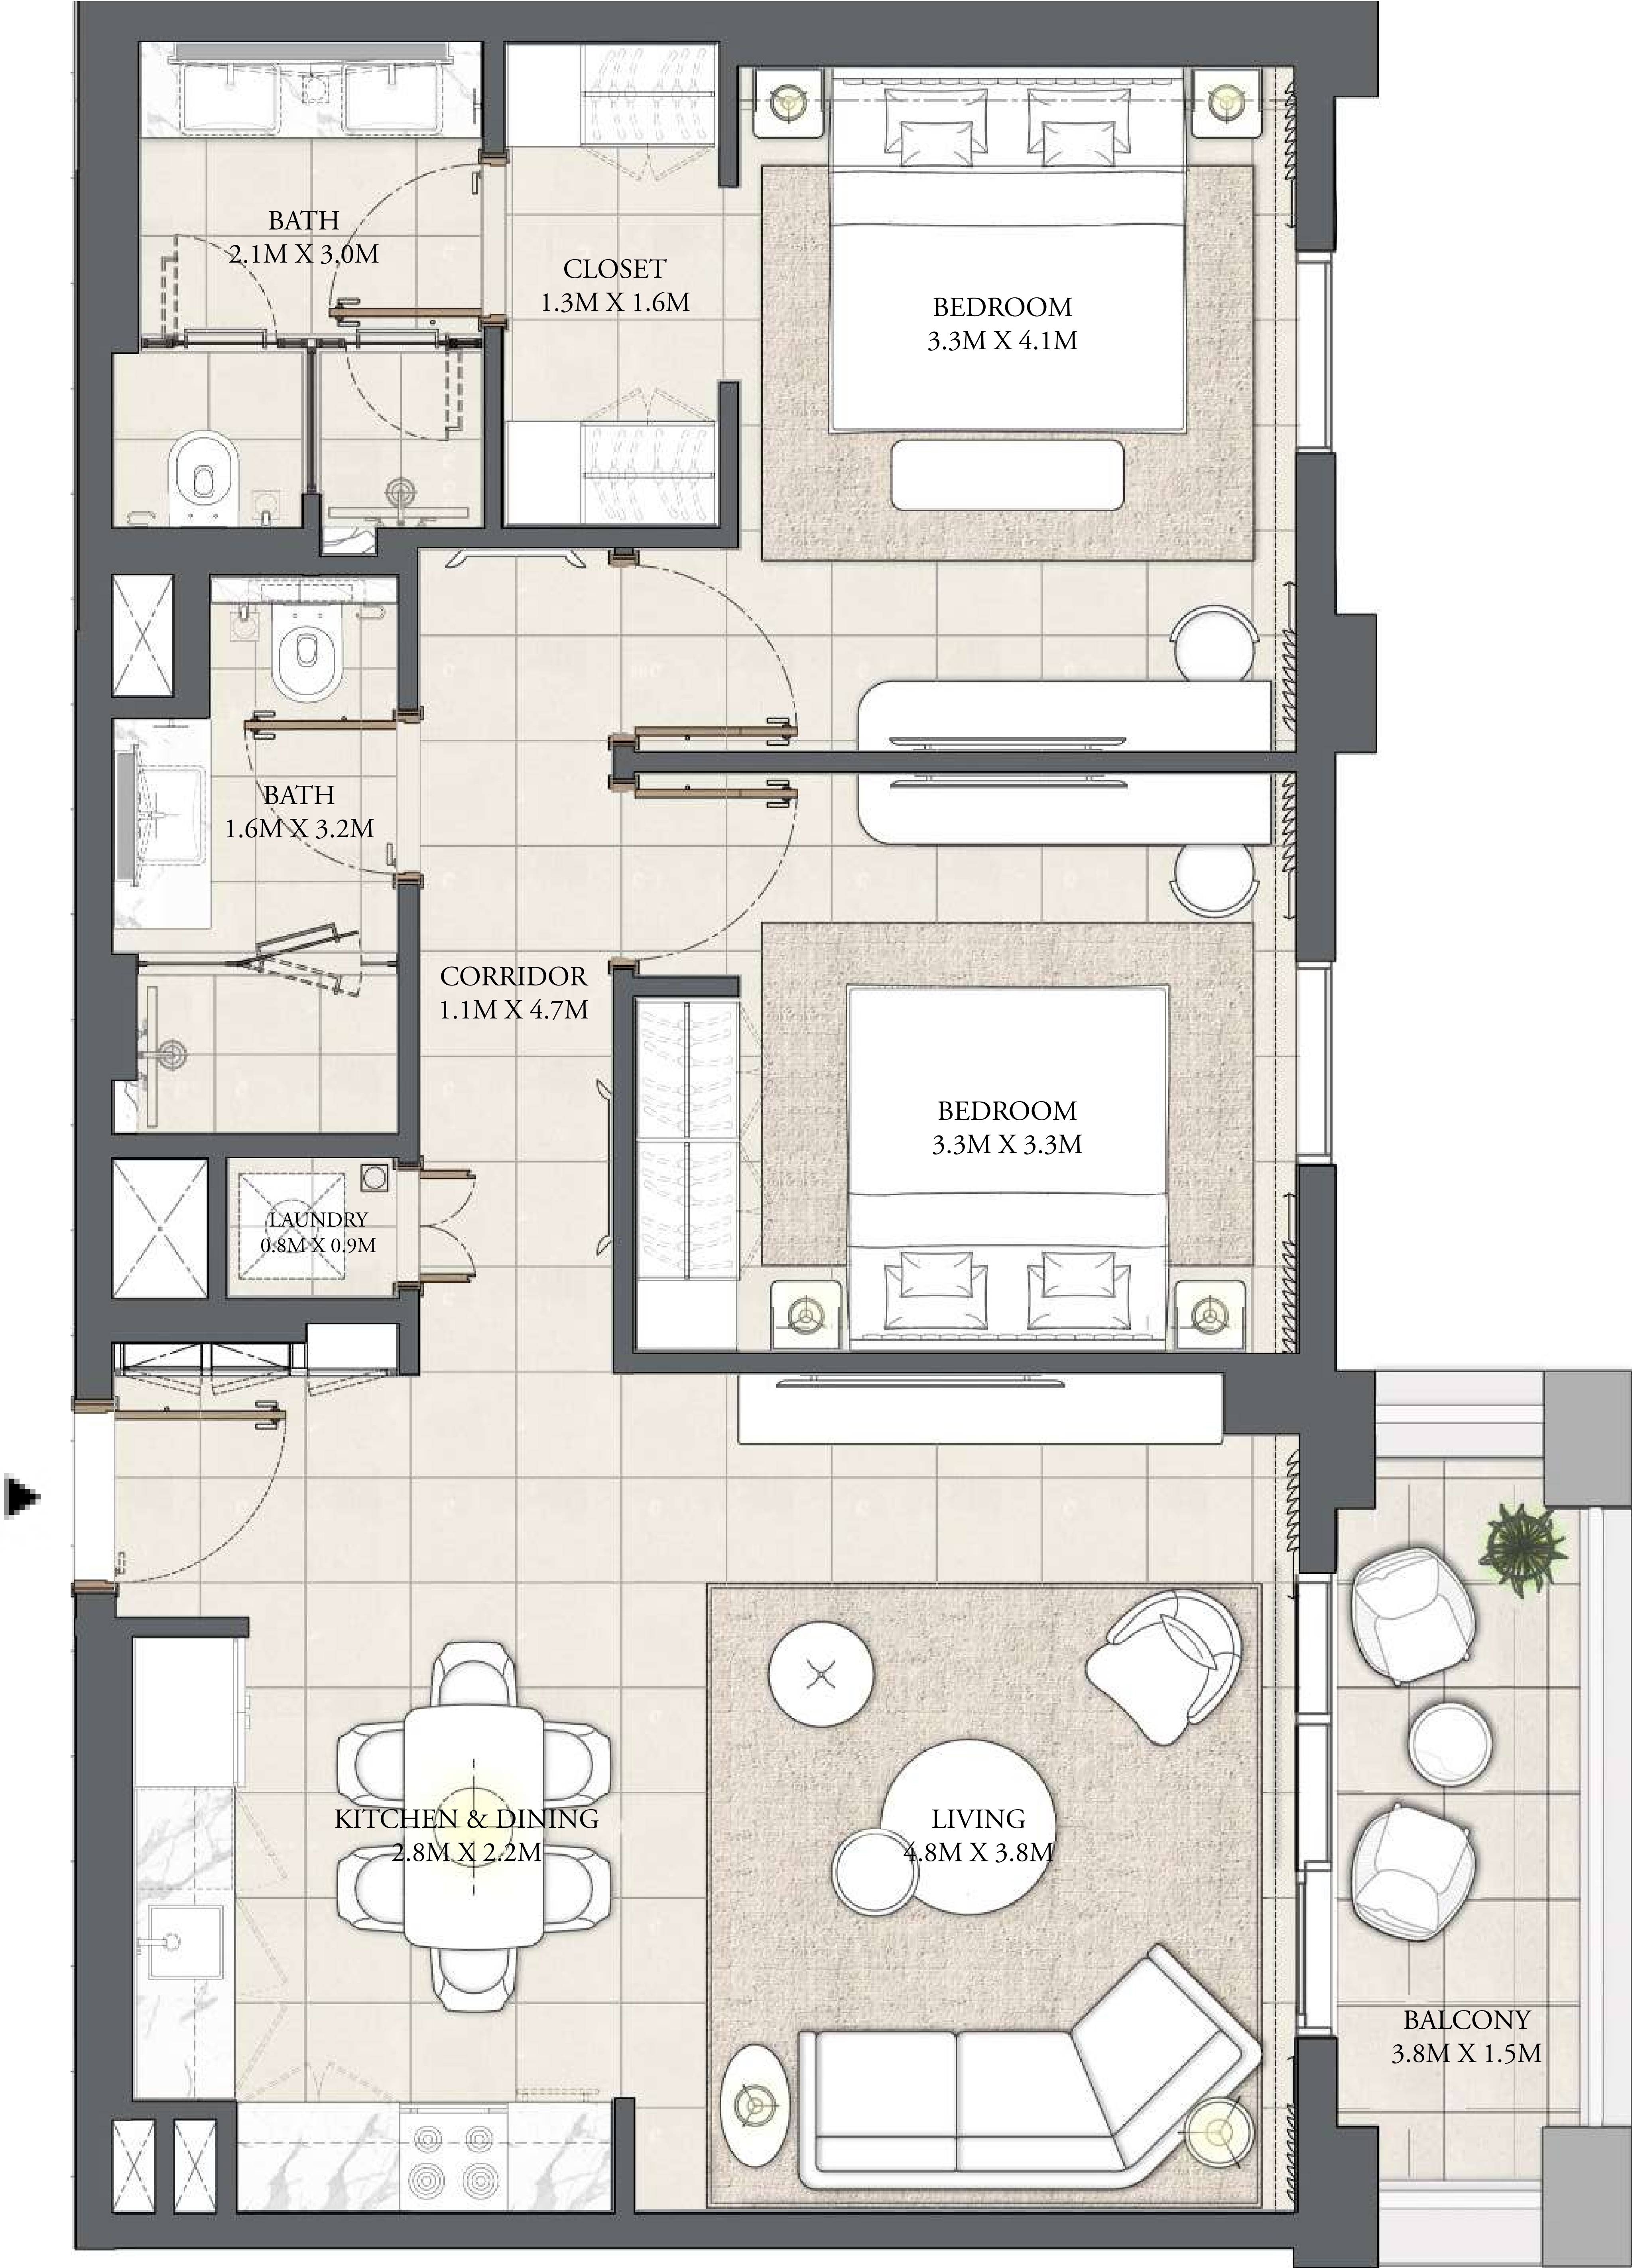 BATH
2.1M X 3.0M
CLOSET
1.3M X 1.6M
BEDROOM
3.3M X 4.1M
BATH
1.6M X 3.2M
CORRIDOR
1.1M X 4.7M
BEDROOM
3.3M X 3.3M
LAUNDRY
0.8M X 0.9M
KITCHEN & DINING
2.8M X 2.2M
LIVING
4.8M X 3.8M
BALCONY
3.8M X 1.5M